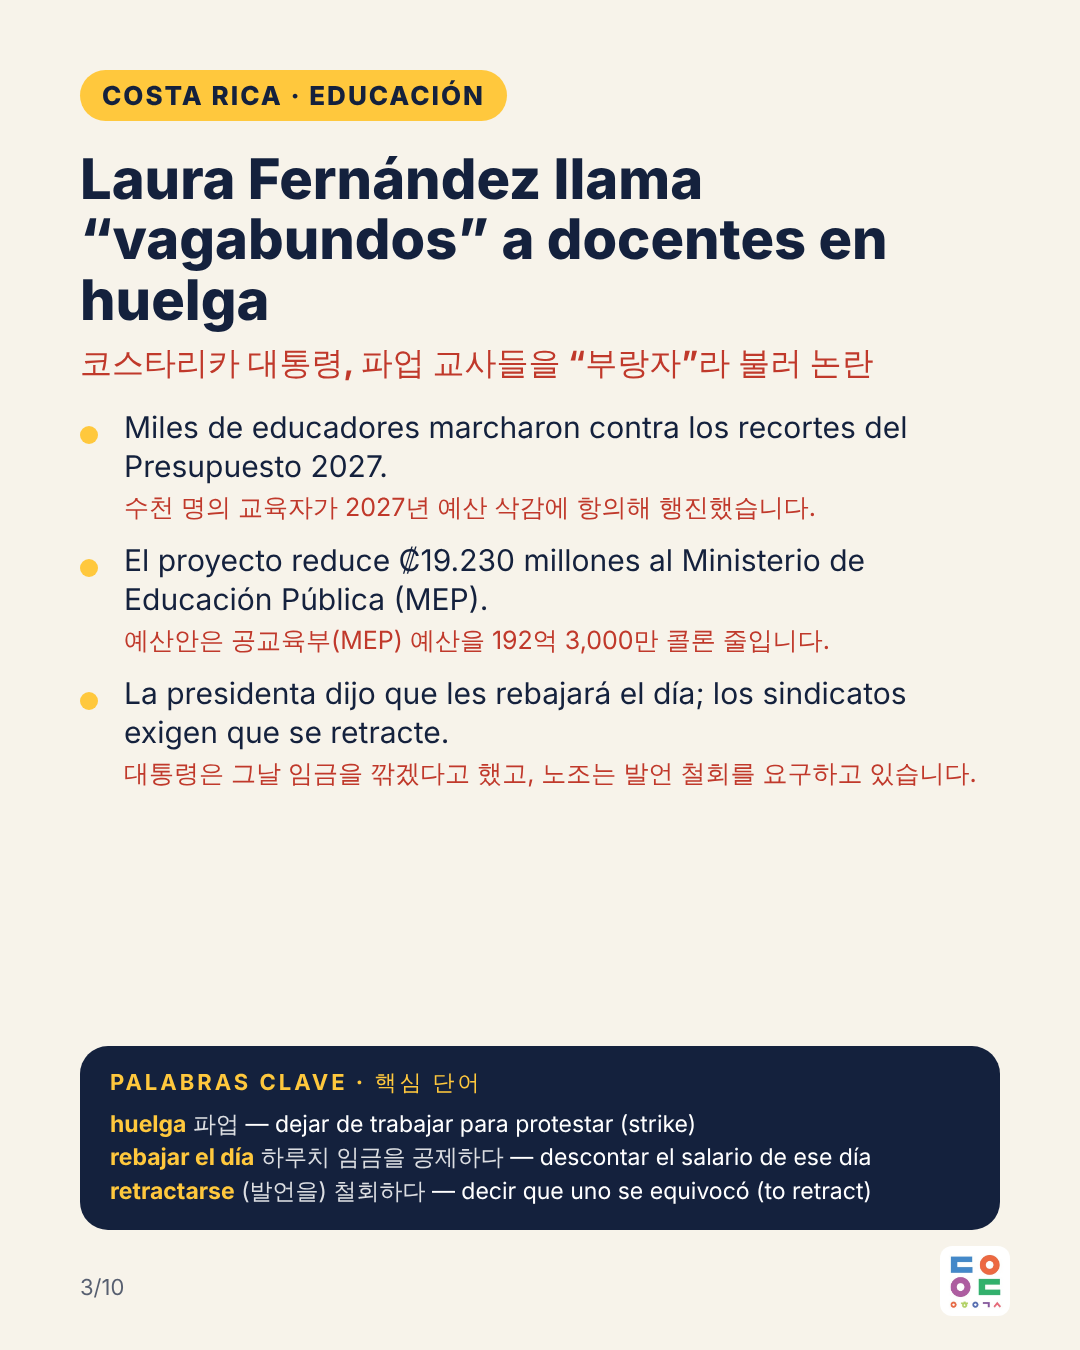 COSTA RICA · EDUCACIÓN
Laura Fernández llama
“vagabundos” a docentes en
huelga
코스타리카 대통령, 파업 교사들을 “부랑자”라 불러 논란
Miles de educadores marcharon contra los recortes del
Presupuesto 2027.
수천 명의 교육자가 2027년 예산 삭감에 항의해 행진했습니다.
El proyecto reduce ₡19.230 millones al Ministerio de
Educación Pública (MEP).
예산안은 공교육부(MEP) 예산을 192억 3,000만 콜론 줄입니다.
La presidenta dijo que les rebajará el día; los sindicatos
exigen que se retracte.
대통령은 그날 임금을 깎겠다고 했고, 노조는 발언 철회를 요구하고 있습니다.
PALABRAS CLAVE · 핵심 단어
huelga 파업 — dejar de trabajar para protestar (strike)
rebajar el día 하루치 임금을 공제하다 — descontar el salario de ese día
retractarse (발언을) 철회하다 — decir que uno se equivocó (to retract)
3/10